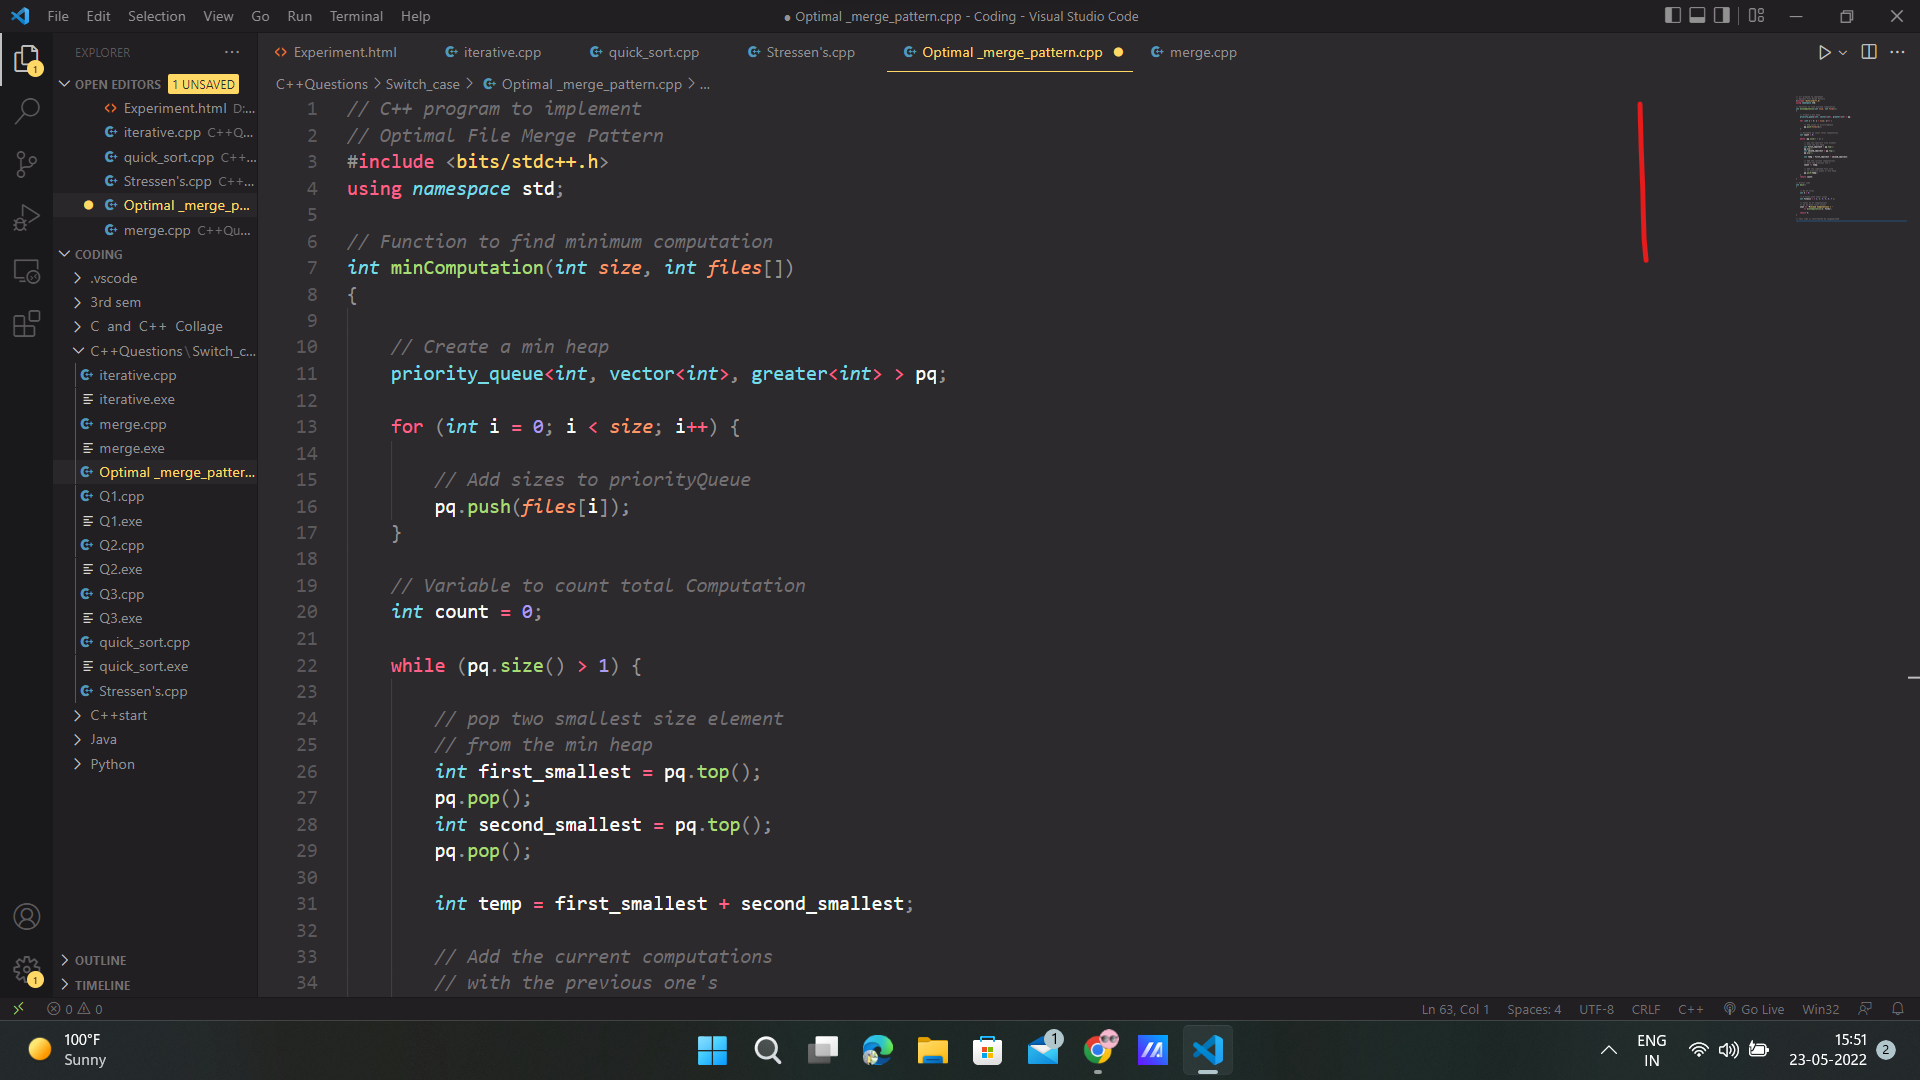 File Edit Selection View Go Run Terminal Help
● Optimal _merge_pattern.cpp - Coding - Visual Studio Code
EXPLORER
OPEN EDITORS 1 UNSAVED
Experiment.html D:...
iterative.cpp C++Q...
quick_sort.cpp C++...
Stressen's.cpp C++...
Optimal _merge_p...
merge.cpp C++Qu...
CODING
.vscode
3rd sem
C and C++ Collage
C++Questions\Switch_c...
iterative.cpp
iterative.exe
merge.cpp
merge.exe
Optimal _merge_patter...
Q1.cpp
Q1.exe
Q2.cpp
Q2.exe
Q3.cpp
Q3.exe
quick_sort.cpp
quick_sort.exe
Stressen's.cpp
C++start
Java
Python
OUTLINE
TIMELINE
1
1
Experiment.html iterative.cpp quick_sort.cpp Stressen's.cpp Optimal _merge_pattern.cpp ● merge.cpp
C++Questions > Switch_case > Optimal _merge_pattern.cpp > ...
1 // C++ program to implement
2 // Optimal File Merge Pattern
3 #include <bits/stdc++.h>
4 using namespace std;
5
6 // Function to find minimum computation
7 int minComputation(int size, int files[])
8 {
9
10 // Create a min heap
11 priority_queue<int, vector<int>, greater<int> > pq;
12
13 for (int i = 0; i < size; i++) {
14
15 // Add sizes to priorityQueue
16 pq.push(files[i]);
17 }
18
19 // Variable to count total Computation
20 int count = 0;
21
22 while (pq.size() > 1) {
23
24 // pop two smallest size element
25 // from the min heap
26 int first_smallest = pq.top();
27 pq.pop();
28 int second_smallest = pq.top();
29 pq.pop();
30
31 int temp = first_smallest + second_smallest;
32
33 // Add the current computations
34 // with the previous one's
0 0
Ln 63, Col 1 Spaces: 4 UTF-8 CRLF C++ Go Live Win32
100°F
Sunny
1
ENG
IN
15:51
23-05-2022
2